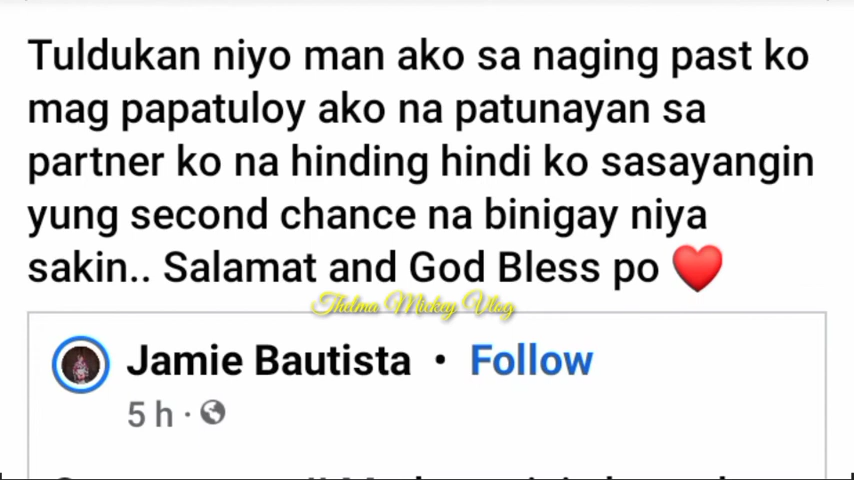 Tuldukan niyo man ako sa naging past ko
mag papatuloy ako na patunayan sa
partner ko na hinding hindi ko sasayangin
yung second chance na binigay niya
sakin.. Salamat and God Bless po ❤️
Thelma Mickey Vlog
Jamie Bautista • Follow
5 h ·